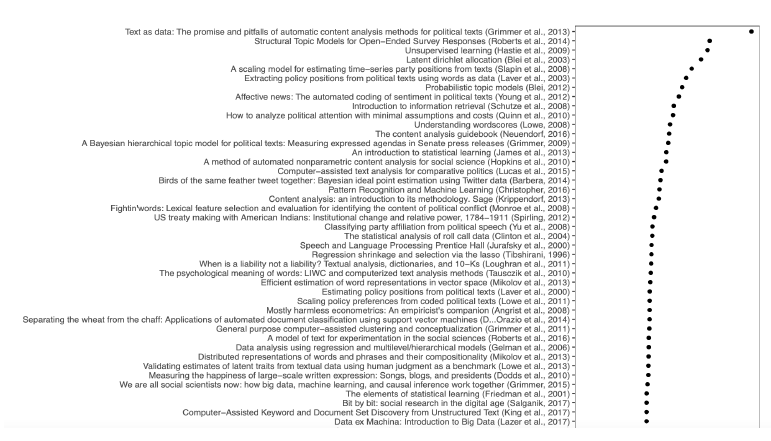 Text as data: The promise and pitfalls of automatic content analysis methods for political texts (Grimmer et al., 2013)
Structural Topic Models for Open−Ended Survey Responses (Roberts et al., 2014)
Unsupervised learning (Hastie et al., 2009)
Latent dirichlet allocation (Blei et al., 2003)
A scaling model for estimating time−series party positions from texts (Slapin et al., 2008)
Extracting policy positions from political texts using words as data (Laver et al., 2003)
Probabilistic topic models (Blei, 2012)
Affective news: The automated coding of sentiment in political texts (Young et al., 2012)
Introduction to information retrieval (Schutze et al., 2008)
How to analyze political attention with minimal assumptions and costs (Quinn et al., 2010)
Understanding wordscores (Lowe, 2008)
The content analysis guidebook (Neuendorf, 2016)
A Bayesian hierarchical topic model for political texts: Measuring expressed agendas in Senate press releases (Grimmer, 2009)
An introduction to statistical learning (James et al., 2013)
A method of automated nonparametric content analysis for social science (Hopkins et al., 2010)
Computer−assisted text analysis for comparative politics (Lucas et al., 2015)
Birds of the same feather tweet together: Bayesian ideal point estimation using Twitter data (Barbera, 2014)
Pattern Recognition and Machine Learning (Christopher, 2016)
Content analysis: an introduction to its methodology. Sage (Krippendorf, 2013)
Fightin'words: Lexical feature selection and evaluation for identifying the content of political conflict (Monroe et al., 2008)
US treaty making with American Indians: Institutional change and relative power, 1784−1911 (Spirling, 2012)
Classifying party affiliation from political speech (Yu et al., 2008)
The statistical analysis of roll call data (Clinton et al., 2004)
Speech and Language Processing Prentice Hall (Jurafsky et al., 2000)
Regression shrinkage and selection via the lasso (Tibshirani, 1996)
When is a liability not a liability? Textual analysis, dictionaries, and 10−Ks (Loughran et al., 2011)
The psychological meaning of words: LIWC and computerized text analysis methods (Tausczik et al., 2010)
Efficient estimation of word representations in vector space (Mikolov et al., 2013)
Estimating policy positions from political texts (Laver et al., 2000)
Scaling policy preferences from coded political texts (Lowe et al., 2011)
Mostly harmless econometrics: An empiricist's companion (Angrist et al., 2008)
Separating the wheat from the chaff: Applications of automated document classification using support vector machines (D...Orazio et al., 2014)
General purpose computer−assisted clustering and conceptualization (Grimmer et al., 2011)
A model of text for experimentation in the social sciences (Roberts et al., 2016)
Data analysis using regression and multilevel/hierarchical models (Gelman et al., 2006)
Distributed representations of words and phrases and their compositionality (Mikolov et al., 2013)
Validating estimates of latent traits from textual data using human judgment as a benchmark (Lowe et al., 2013)
Measuring the happiness of large−scale written expression: Songs, blogs, and presidents (Dodds et al., 2010)
We are all social scientists now: how big data, machine learning, and causal inference work together (Grimmer, 2015)
The elements of statistical learning (Friedman et al., 2001)
Bit by bit: social research in the digital age (Salganik, 2017)
Computer−Assisted Keyword and Document Set Discovery from Unstructured Text (King et al., 2017)
Data ex Machina: Introduction to Big Data (Lazer et al., 2017)